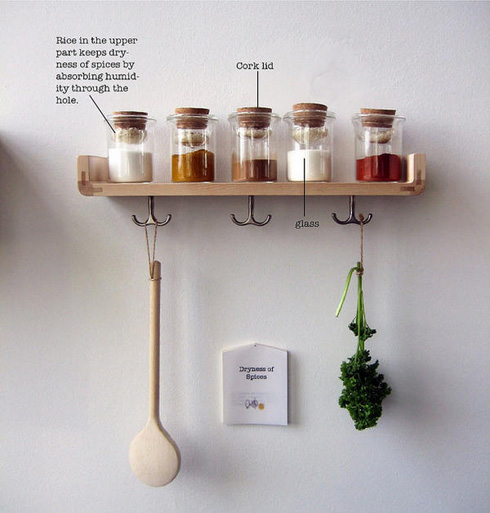 Rice in the upper
part keeps dry-
ness of spices by
absorbing humid-
ity through the
hole.
Cork lid
glass
Dryness of
Spices